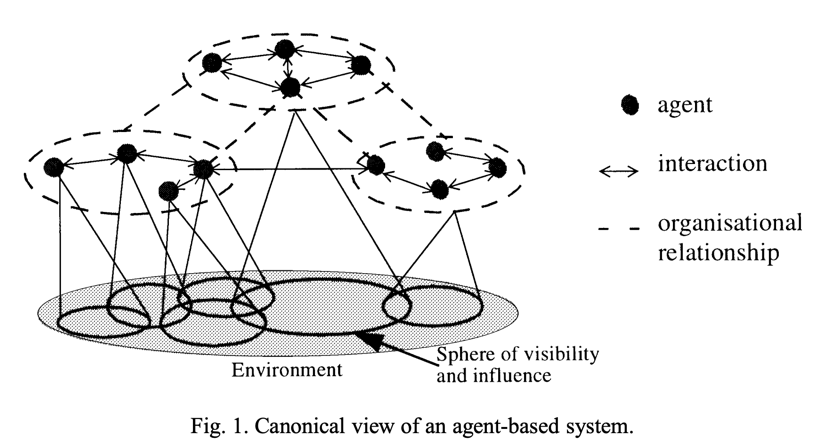 agent
interaction
organisational
relationship
Sphere of visibility
and influence
Environment
Fig. 1. Canonical view of an agent-based system.